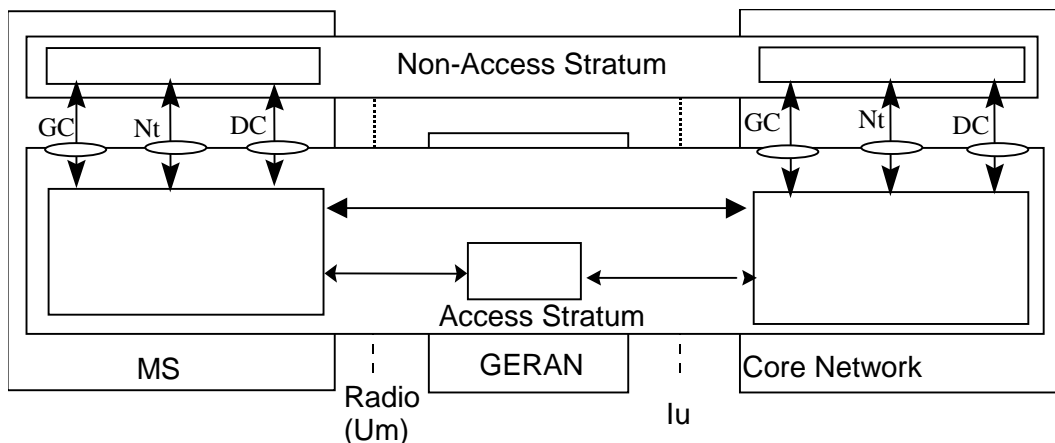 Non-Access Stratum
GC Nt DC
GC Nt DC
Access Stratum
MS
GERAN
Core Network
Radio
(Um)
Iu